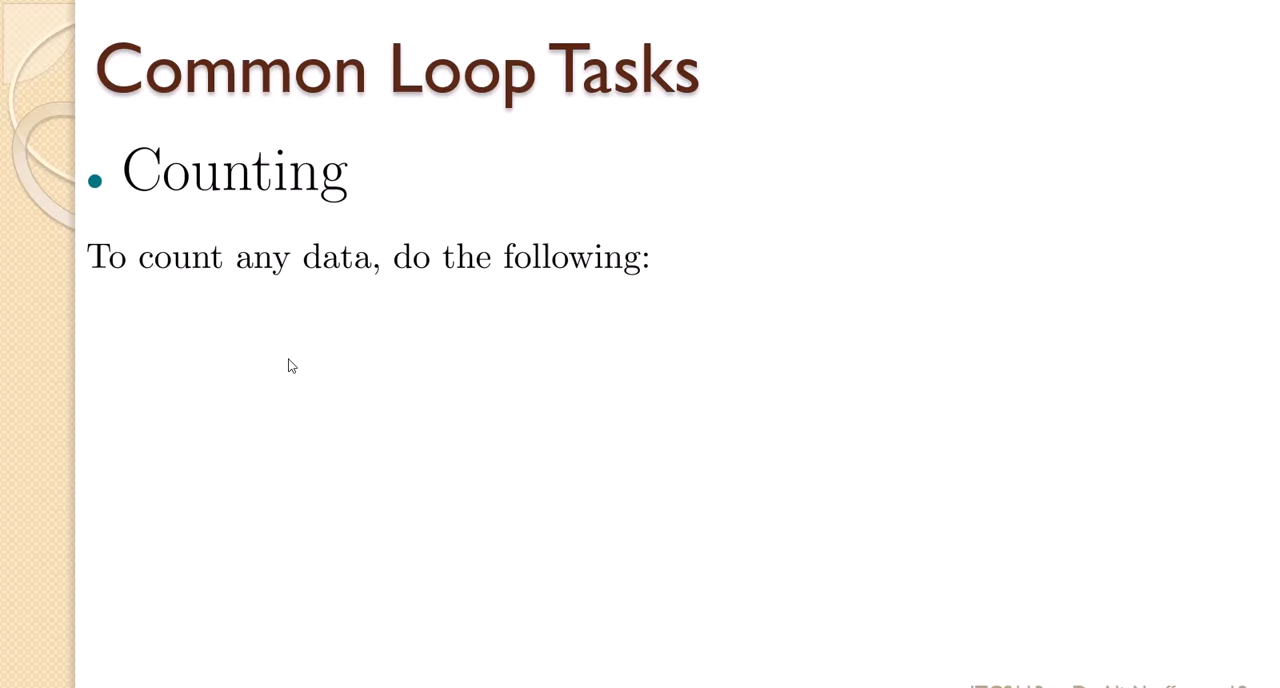 Common Loop Tasks
• Counting
To count any data, do the following: